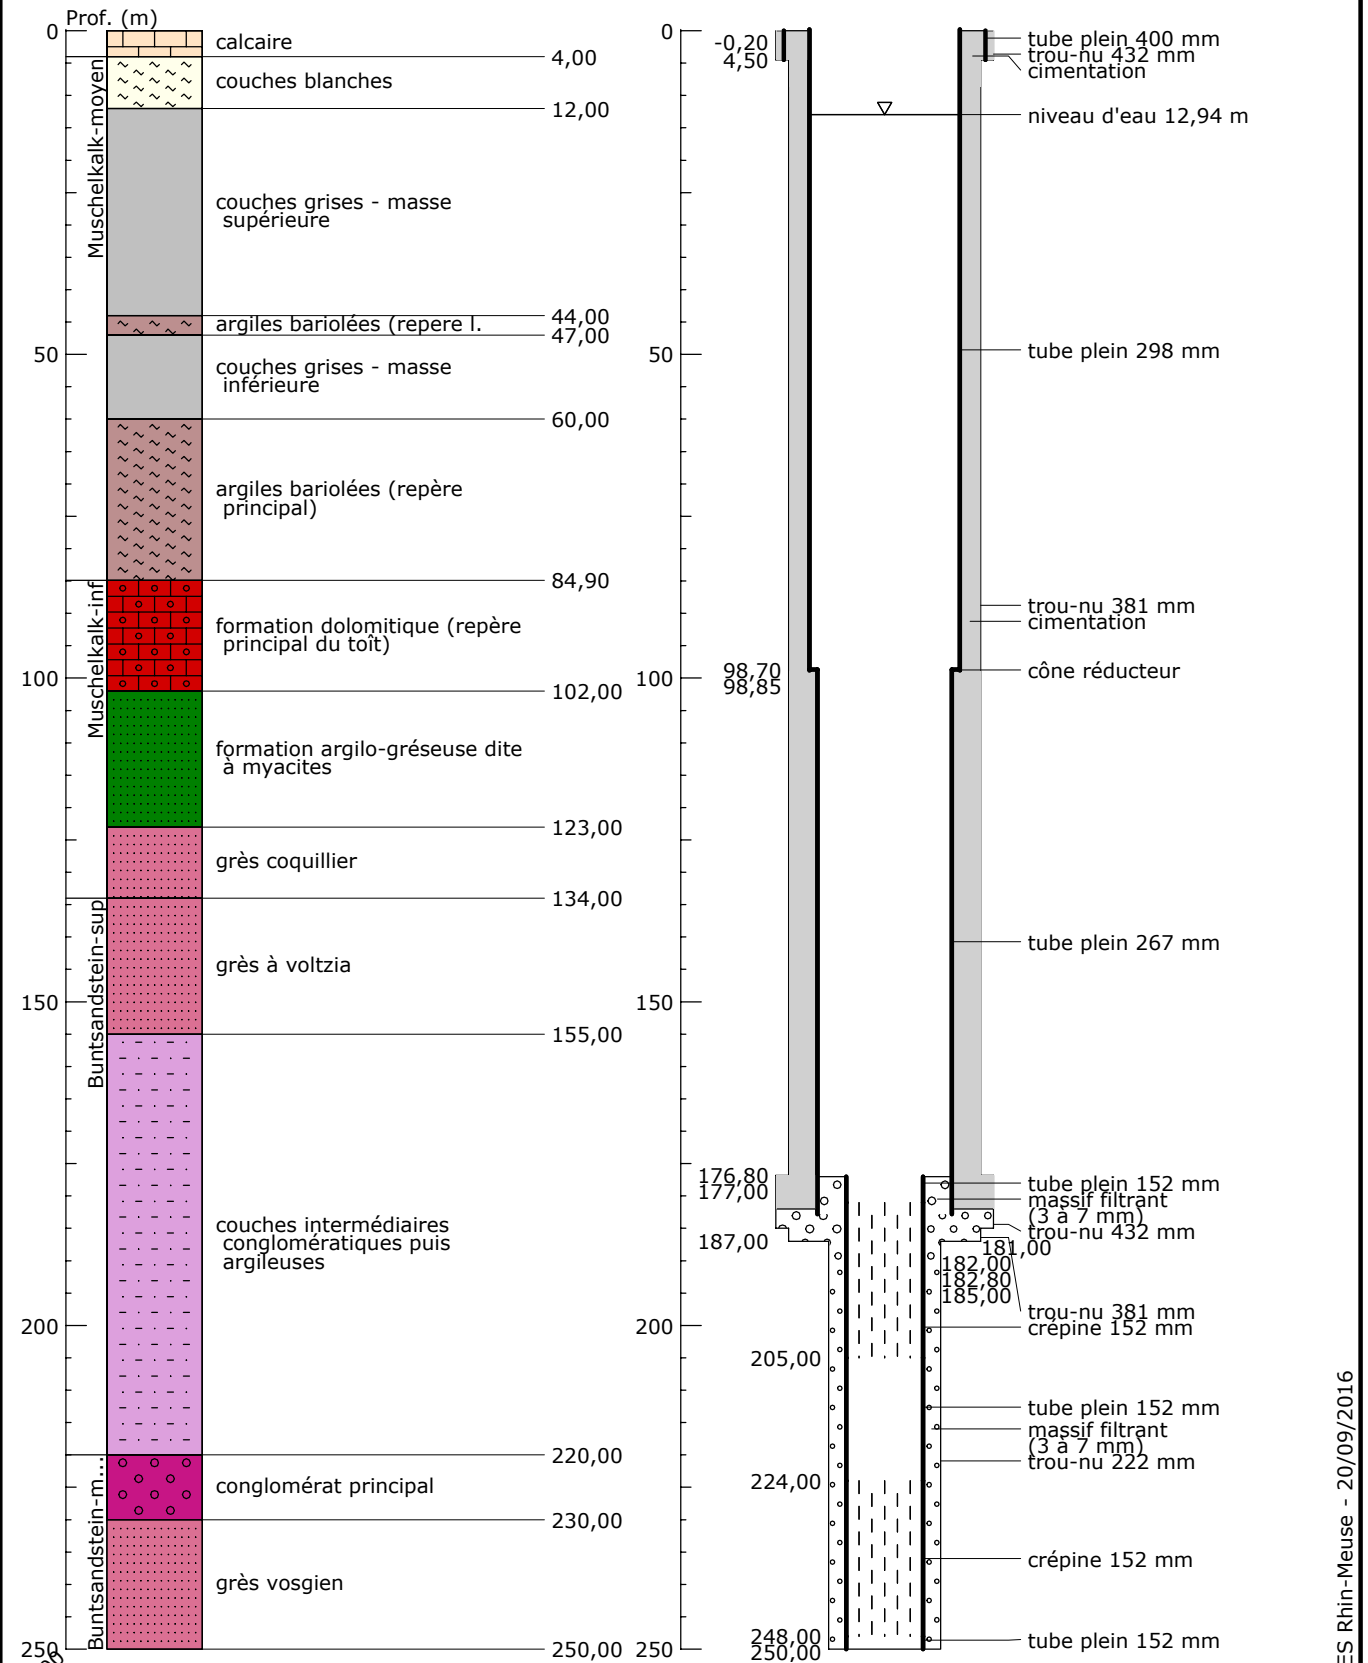 Prof. (m)
0
50
100
150
200
250
Muschelkalk-moyen
Muschelkalk-inf
Buntsandstein-sup
Buntsandstein-m...
calcaire
4,00
couches blanches
12,00
couches grises - masse
supérieure
44,00
argiles bariolées (repere l.
47,00
couches grises - masse
inférieure
60,00
argiles bariolées (repère
principal)
84,90
formation dolomitique (repère
principal du toît)
102,00
formation argilo-gréseuse dite
à myacites
123,00
grès coquillier
134,00
grès à voltzia
155,00
couches intermédiaires
conglomératiques puis
argileuses
220,00
conglomérat principal
230,00
grès vosgien
250,00
0
50
100
150
200
250
-0,20
4,50
98,70
98,85
176,80
177,00
187,00
205,00
224,00
248,00
250,00
tube plein 400 mm
trou-nu 432 mm
cimentation
niveau d'eau 12,94 m
tube plein 298 mm
trou-nu 381 mm
cimentation
cône réducteur
tube plein 267 mm
tube plein 152 mm
massif filtrant
(3 à 7 mm)
trou-nu 432 mm
181,00
182,00
182,80
185,00
trou-nu 381 mm
crépine 152 mm
tube plein 152 mm
massif filtrant
(3 à 7 mm)
trou-nu 222 mm
crépine 152 mm
tube plein 152 mm
ES Rhin-Meuse - 20/09/2016